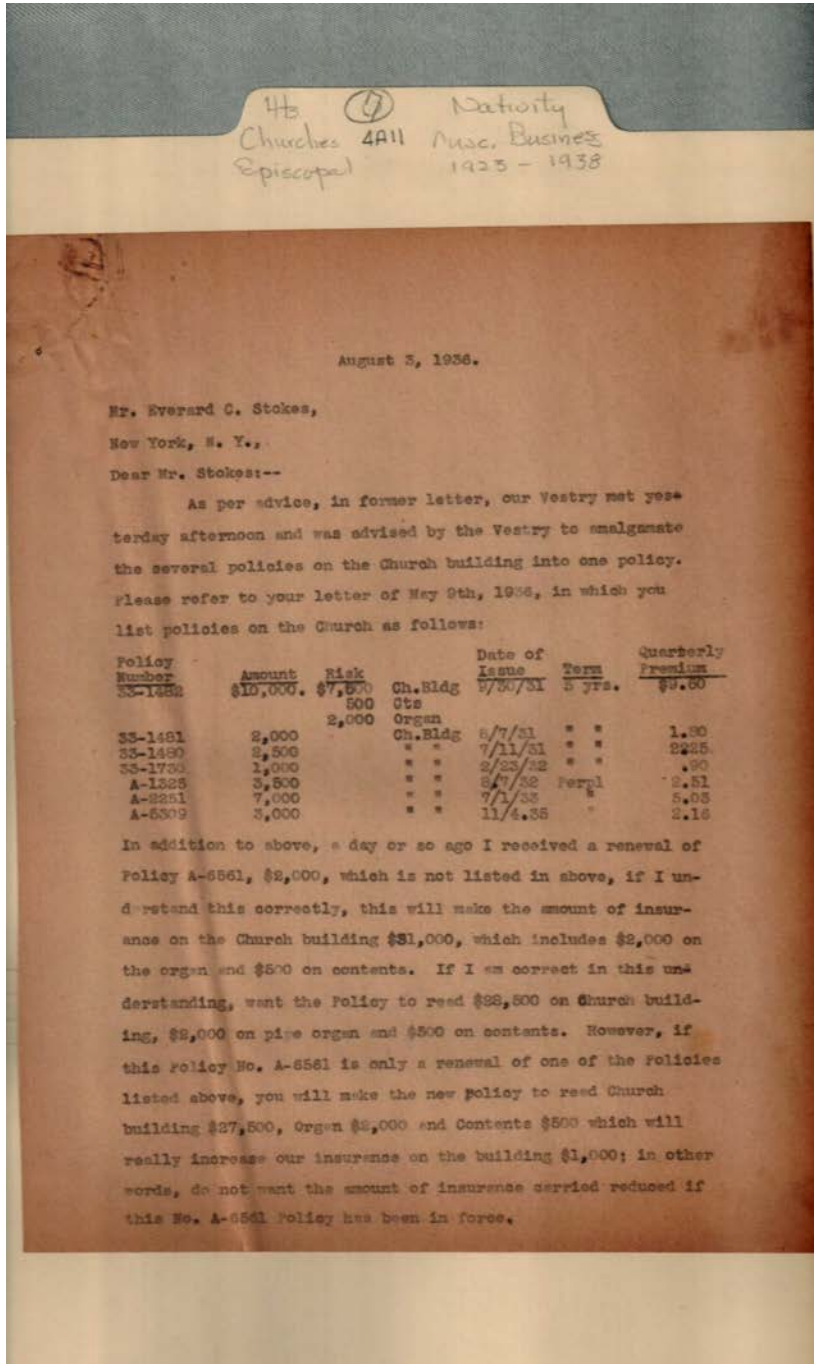 4b 17 Nativity
Churches 4A11 Misc. Business
Episcopal 1923 - 1938
August 3, 1936.
Mr. Everard C. Stokes,
New York, N. Y.,
Dear Mr. Stokes:--
As per advice, in former letter, our Vestry met yes-
terday afternoon and was advised by the Vestry to amalgamate
the several policies on the Church building into one policy.
Please refer to your letter of May 9th, 1936, in which you
list policies on the Church as follows:
Policy Date of Quarterly
Number Amount Risk Issue Term Premium
33-1482 $10,000. $7,500 Ch.Bldg 9/30/31 5 yrs. $9.60
500 Cts
2,000 Organ
33-1481 2,000 Ch.Bldg 8/7/31 " " 1.80
33-1480 2,500 " " 7/11/31 " " 2225
33-1730 1,000 " " 2/23/32 " " .90
A-1325 3,500 " " 8/7/32 Perpl 2.51
A-2251 7,000 " " 7/1/33 " 5.03
A-5309 3,000 " " 11/4.35 " 2.16
In addition to above, a day or so ago I received a renewal of
Policy A-6561, $2,000, which is not listed in above, if I un-
derstand this correctly, this will make the amount of insur-
ance on the Church building $31,000, which includes $2,000 on
the organ and $500 on contents. If I am correct in this un-
derstanding, want the Policy to read $28,500 on Church build-
ing, $2,000 on pipe organ and $500 on contents. However, if
this Policy No. A-6561 is only a renewal of one of the Policies
listed above, you will make the new policy to read Church
building $27,500, Organ $2,000 and Contents $500 which will
really increase our insurance on the building $1,000; in other
words, do not want the amount of insurance carried reduced if
this No. A-6561 Policy has been in force.